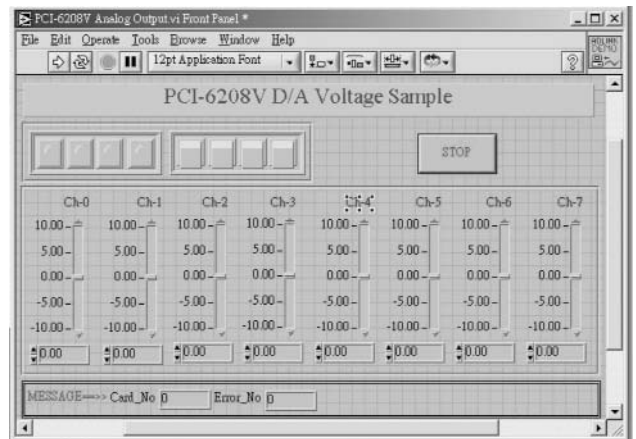 PCI-6208V Analog Output.vi Front Panel *
File Edit Operate Tools Browse Window Help
12pt Application Font
ADLINK
DEMO
PCI-6208V D/A Voltage Sample
STOP
Ch-0 Ch-1 Ch-2 Ch-3 Ch-4 Ch-5 Ch-6 Ch-7
10.00 10.00 10.00 10.00 10.00 10.00 10.00 10.00
5.00 5.00 5.00 5.00 5.00 5.00 5.00 5.00
0.00 0.00 0.00 0.00 0.00 0.00 0.00 0.00
-5.00 -5.00 -5.00 -5.00 -5.00 -5.00 -5.00 -5.00
-10.00 -10.00 -10.00 -10.00 -10.00 -10.00 -10.00 -10.00
0.00 0.00 0.00 0.00 0.00 0.00 0.00 0.00
MESSAGE==>> Card_No 0 Error_No 0